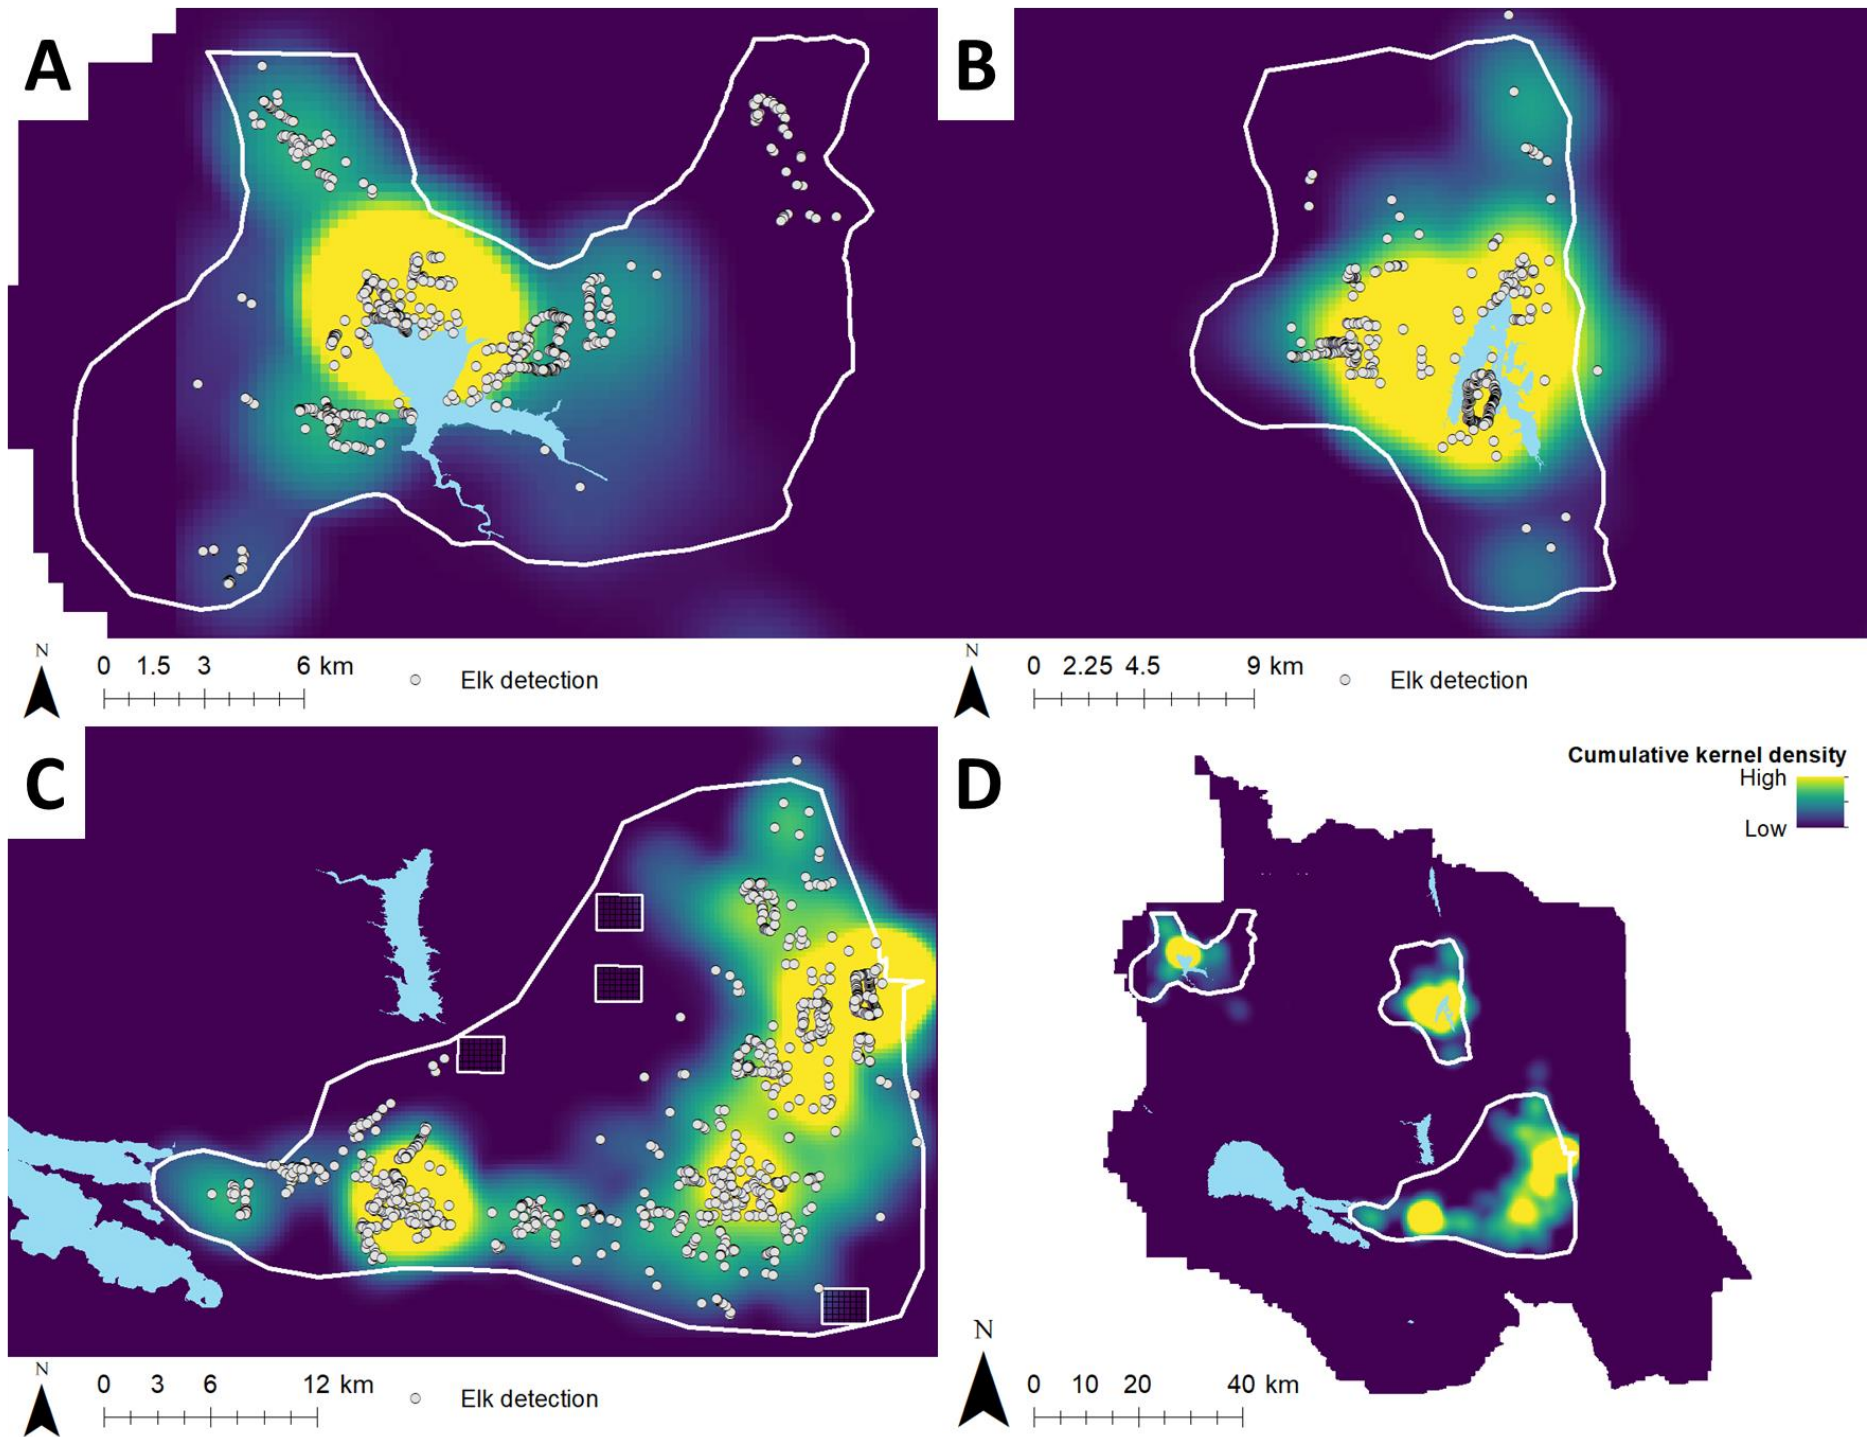 A
B
N
0 1.5 3 6 km
Elk detection
N
0 2.25 4.5 9 km
Elk detection
C
D
Cumulative kernel density
High
Low
N
0 3 6 12 km
Elk detection
N
0 10 20 40 km